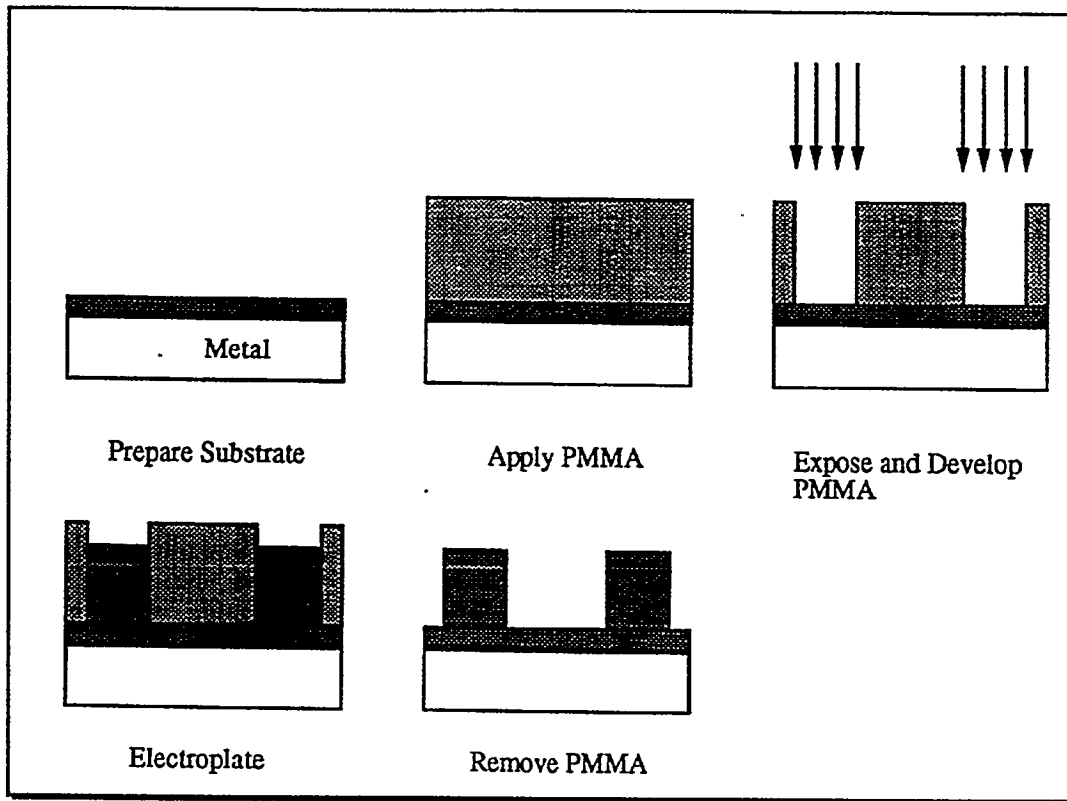 Metal
Prepare Substrate
Apply PMMA
Expose and Develop
PMMA
Electroplate
Remove PMMA